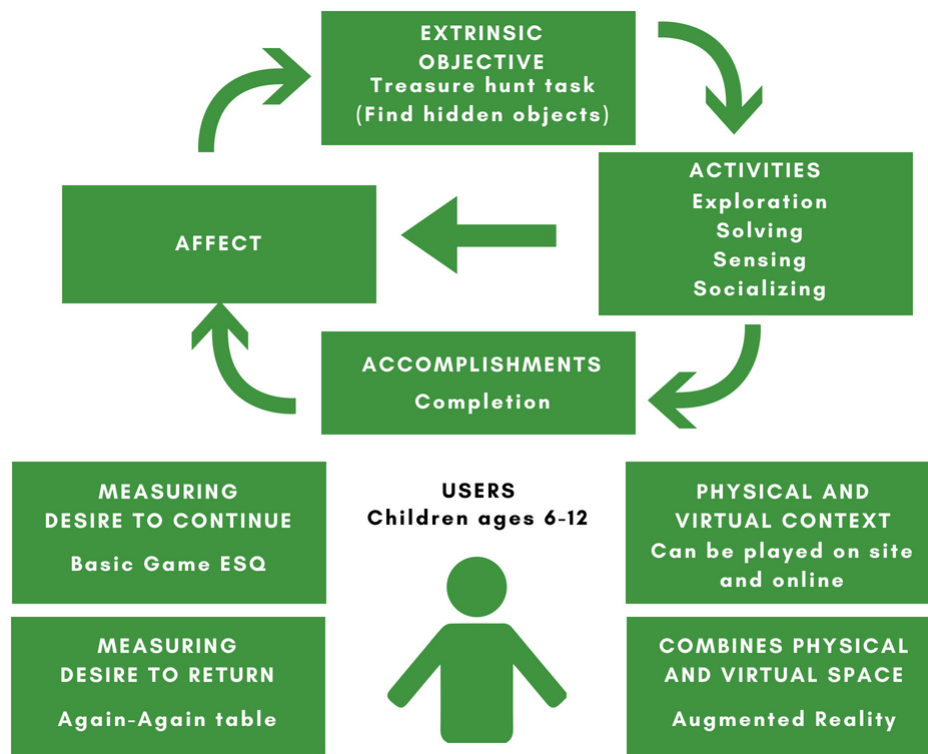 EXTRINSIC
OBJECTIVE
Treasure hunt task
(Find hidden objects)
ACTIVITIES
Exploration
Solving
Sensing
Socializing
AFFECT
ACCOMPLISHMENTS
Completion
MEASURING
DESIRE TO CONTINUE
Basic Game ESQ
USERS
Children ages 6-12
PHYSICAL AND
VIRTUAL CONTEXT
Can be played on site
and online
MEASURING
DESIRE TO RETURN
Again-Again table
COMBINES PHYSICAL
AND VIRTUAL SPACE
Augmented Reality